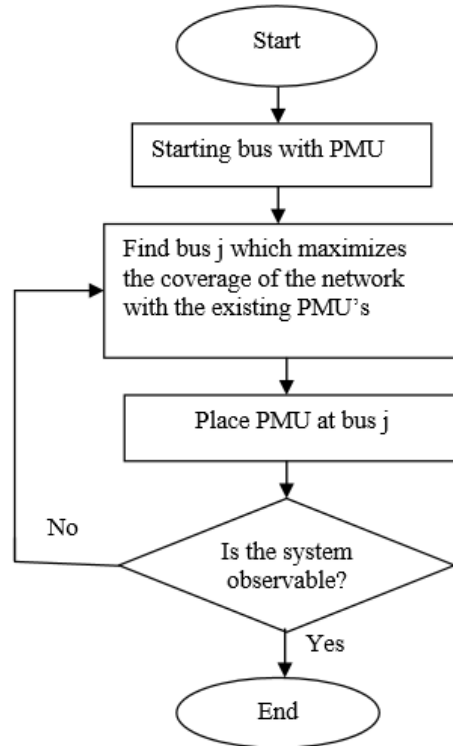 Start
Starting bus with PMU
Find bus j which maximizes
the coverage of the network
with the existing PMU’s
Place PMU at bus j
No
Is the system
observable?
Yes
End